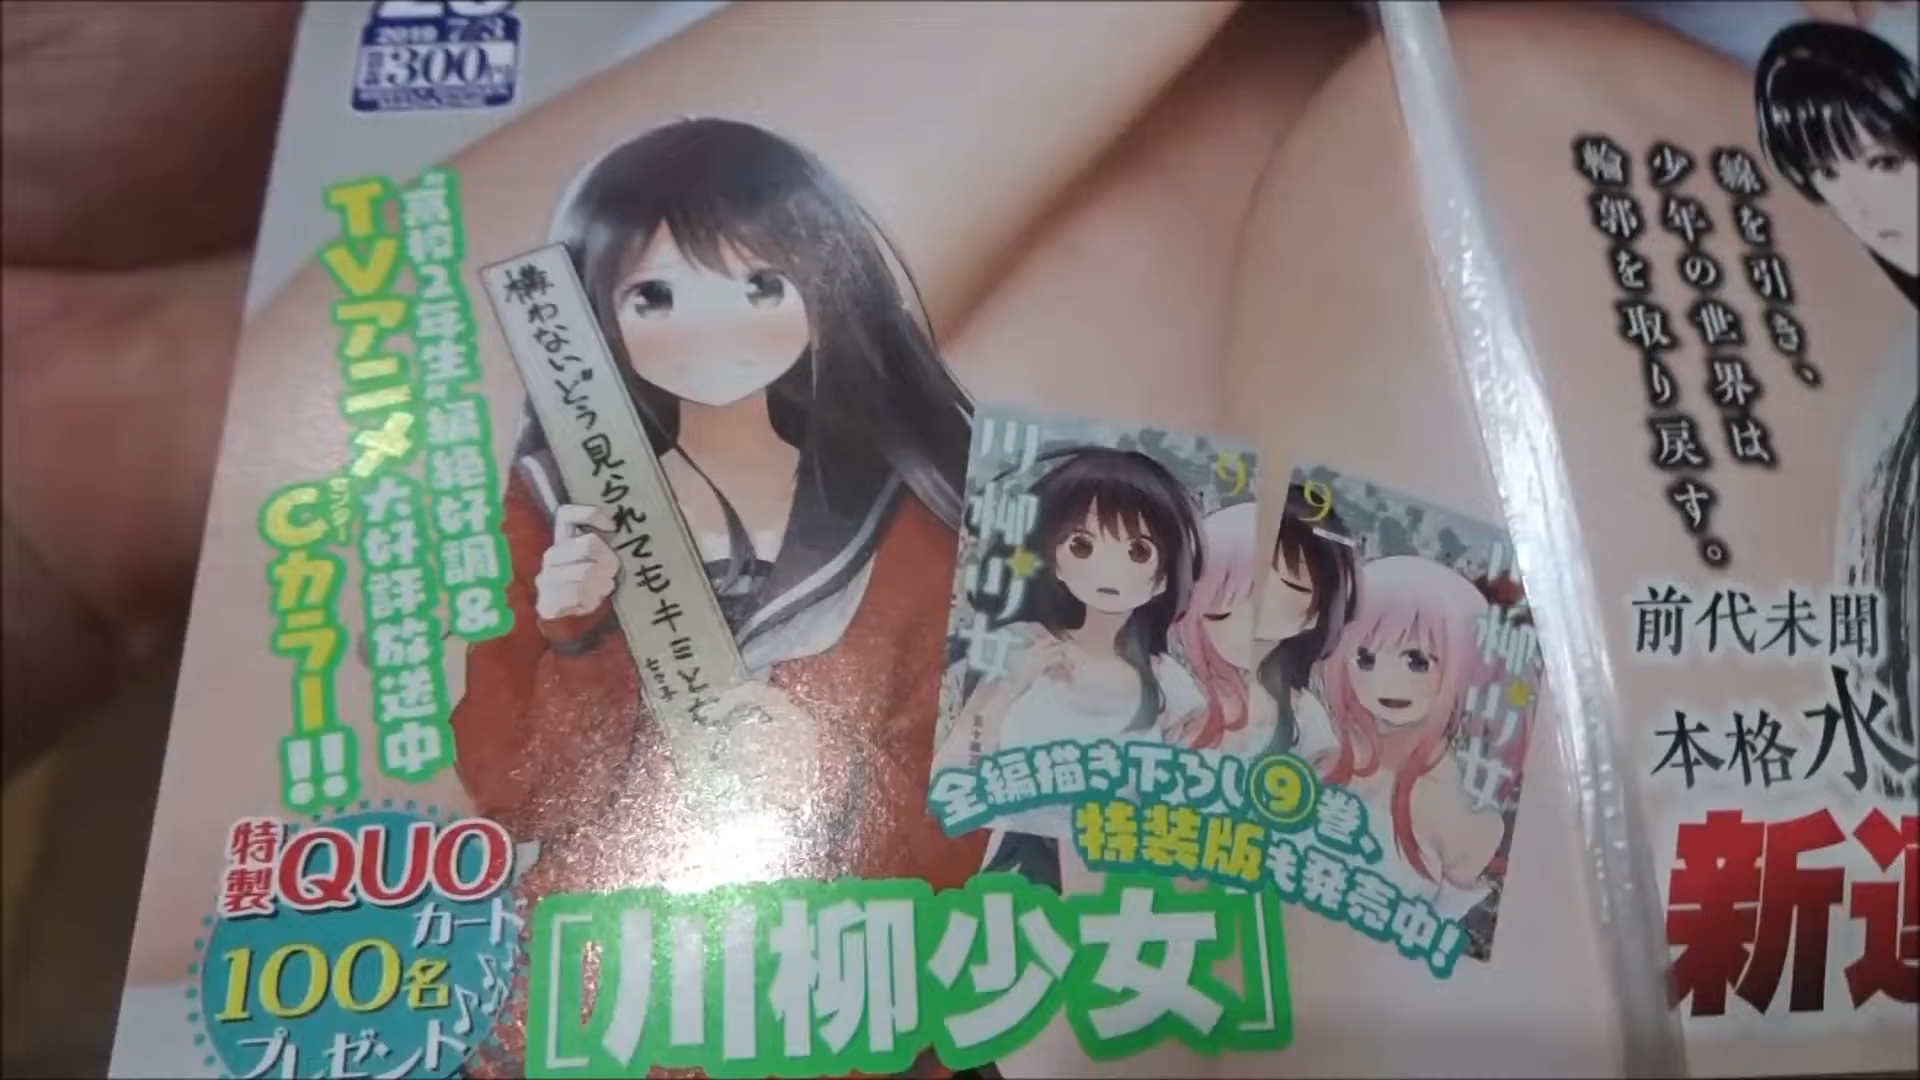 2019 7/3
300
"高校2年生"編絶好調&
TVアニメ大好評放送中
Cカラー!!
センター
構わないどう見られてもキミとなら
七々子
川柳少女
9
9
川柳少女
全編描き下ろし⑨巻、
特装版も発売中!
特製QUO
カード
100名
プレゼント
[川柳少女]
線を引き、
少年の世界は
輪郭を取り戻す。
前代未聞
本格水
新連